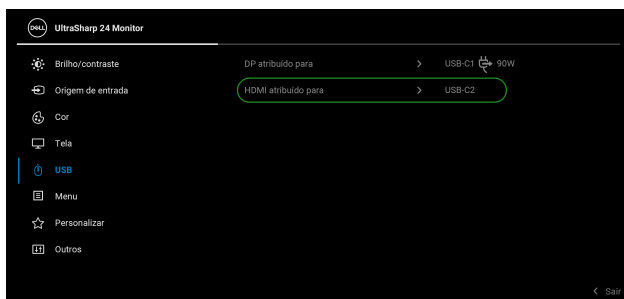 DELL UltraSharp 24 Monitor
Brilho/contraste DP atribuído para > USB-C1 90W
Origem de entrada HDMI atribuído para > USB-C2
Cor
Tela
USB
Menu
Personalizar
Outros
< Sair